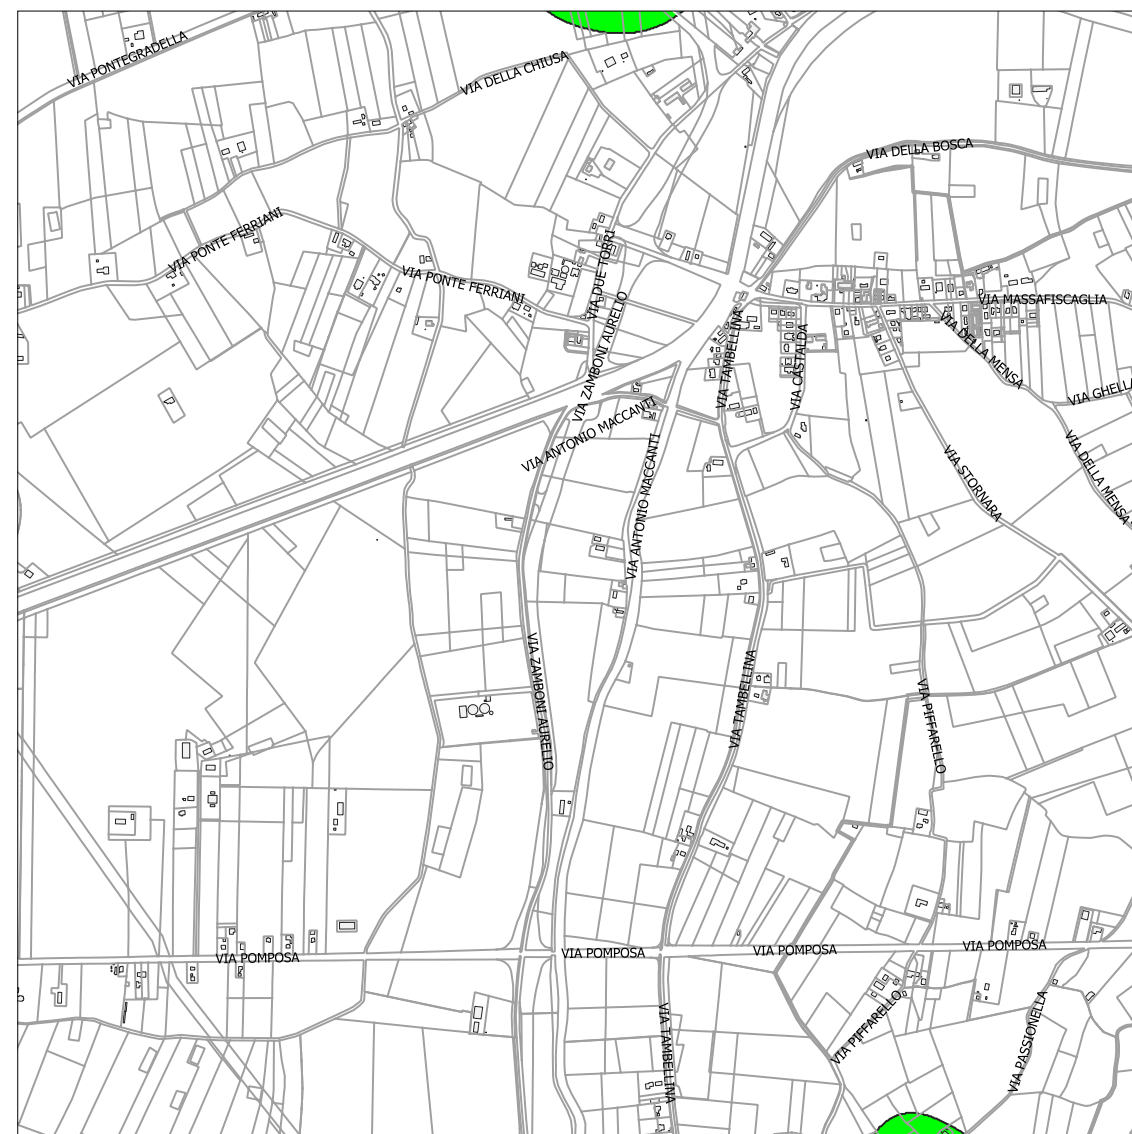 VIA PONTEGRADELLA
VIA DELLA CHIUSA
VIA DELLA BOSCA
VIA PONTE FERRIANI
VIA DUE TORRI
VIA PONTE FERRIANI
VIA MASSAFISCAGLIA
VIA ZAMBONI AURELIO
VIA TAMBELLINA
VIA CASTALDA
VIA DELLA MENSA
VIA GHELLA
VIA ANTONIO MACCANTI
VIA ANTONIO MACCANTI
VIA STORNARA
VIA DELLA MENSA
VIA ZAMBONI AURELIO
VIA TAMBELLINA
VIA PIFFARELLO
VIA POMPOSA
VIA POMPOSA
VIA POMPOSA
VIA POMPOSA
VIA TAMBELLINA
VIA PIFFARELLO
VIA PASSIONELLA